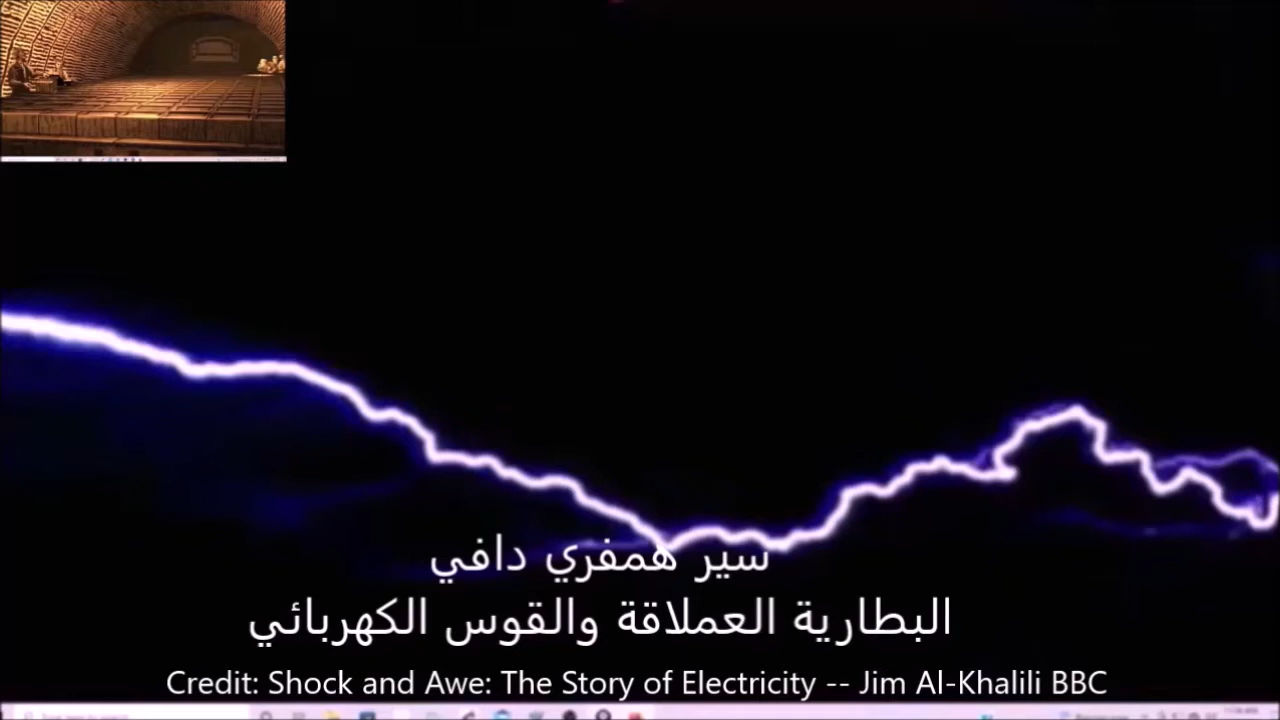 سير همفري دافي
البطارية العملاقة والقوس الكهربائي
Credit: Shock and Awe: The Story of Electricity -- Jim Al-Khalili BBC